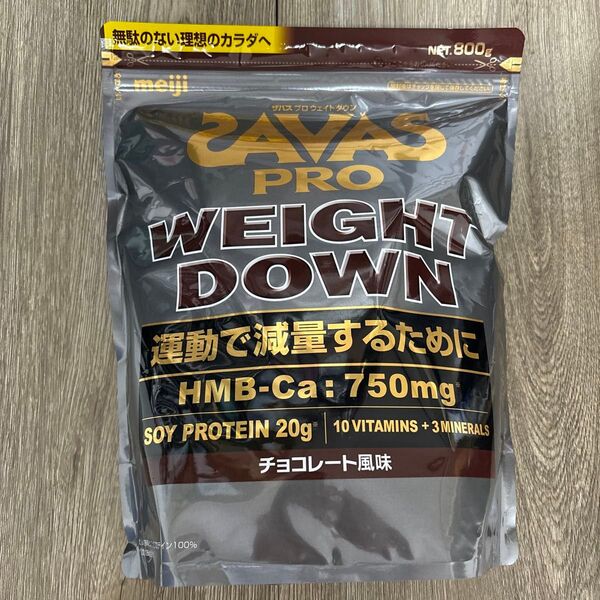 無駄のない理想のカラダへ
NET.800g
meiji
ザバス プロ ウェイトダウン
SAVAS
PRO
WEIGHT
DOWN
運動で減量するために
HMB-Ca:750mg※
SOY PROTEIN 20g※
10 VITAMINS + 3 MINERALS
チョコレート風味